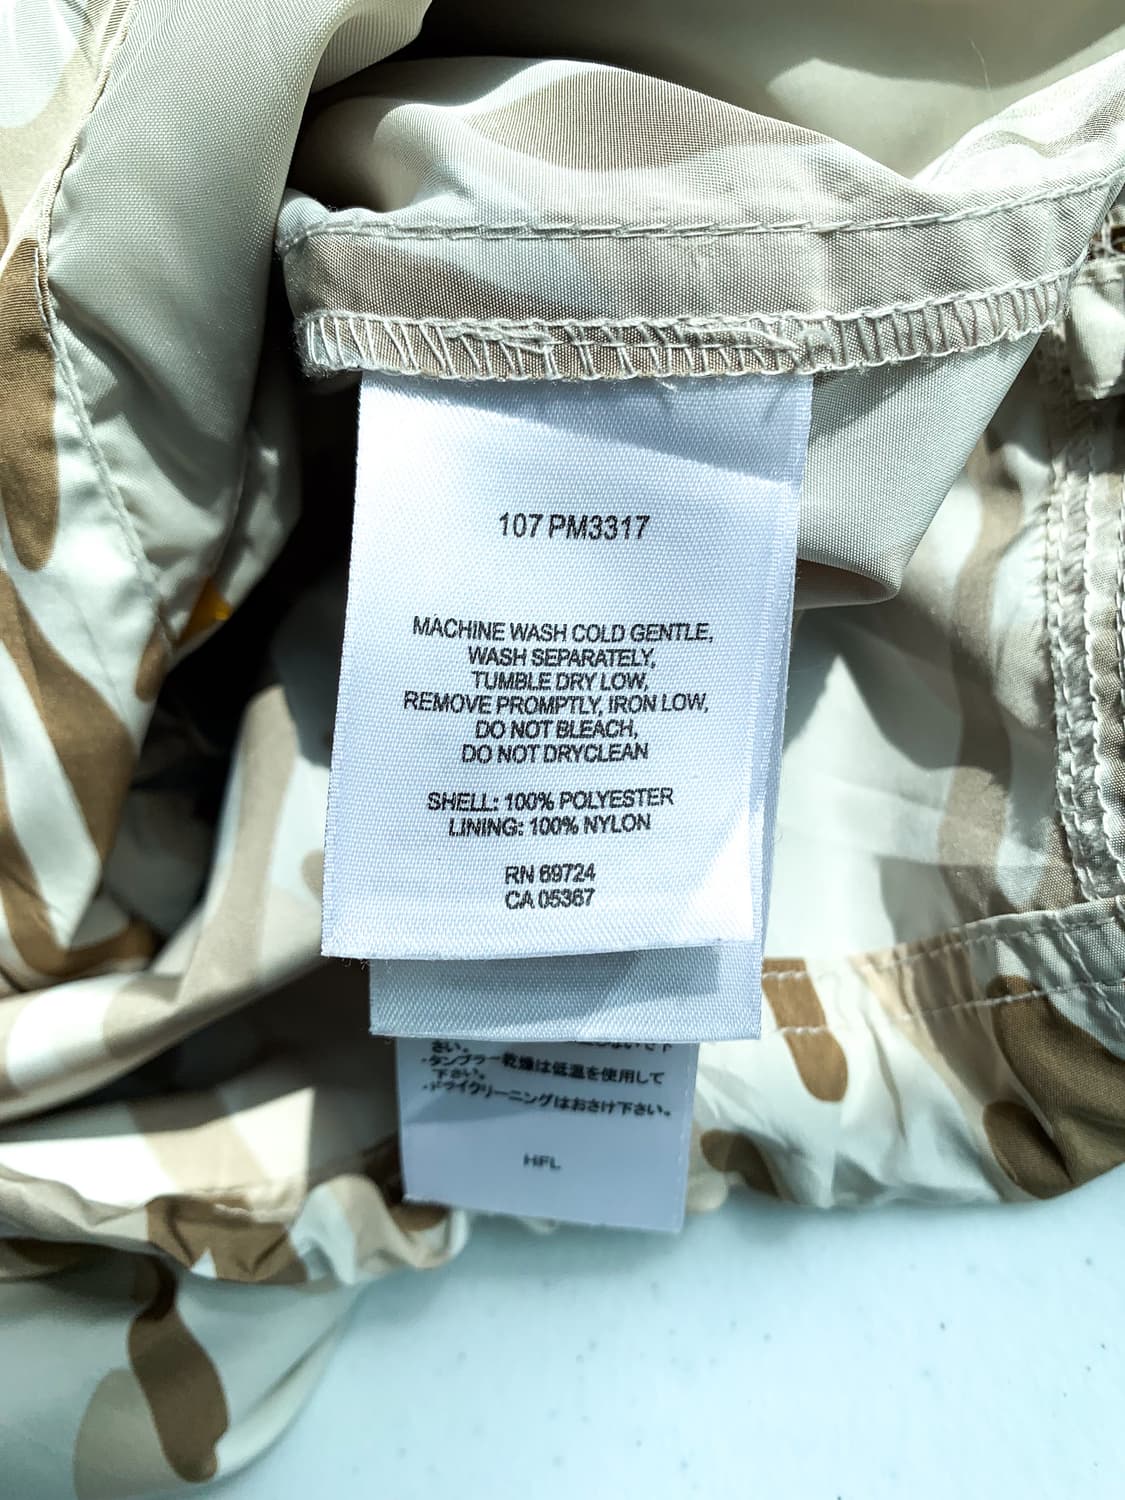 107 PM3317
MACHINE WASH COLD GENTLE,
WASH SEPARATELY,
TUMBLE DRY LOW,
REMOVE PROMPTLY, IRON LOW,
DO NOT BLEACH,
DO NOT DRYCLEAN
SHELL: 100% POLYESTER
LINING: 100% NYLON
RN 69724
CA 05367
さい。
・タンブラー乾燥は低温を使用して
下さい。
・ドライクリーニングはおさけ下さい。
HFL